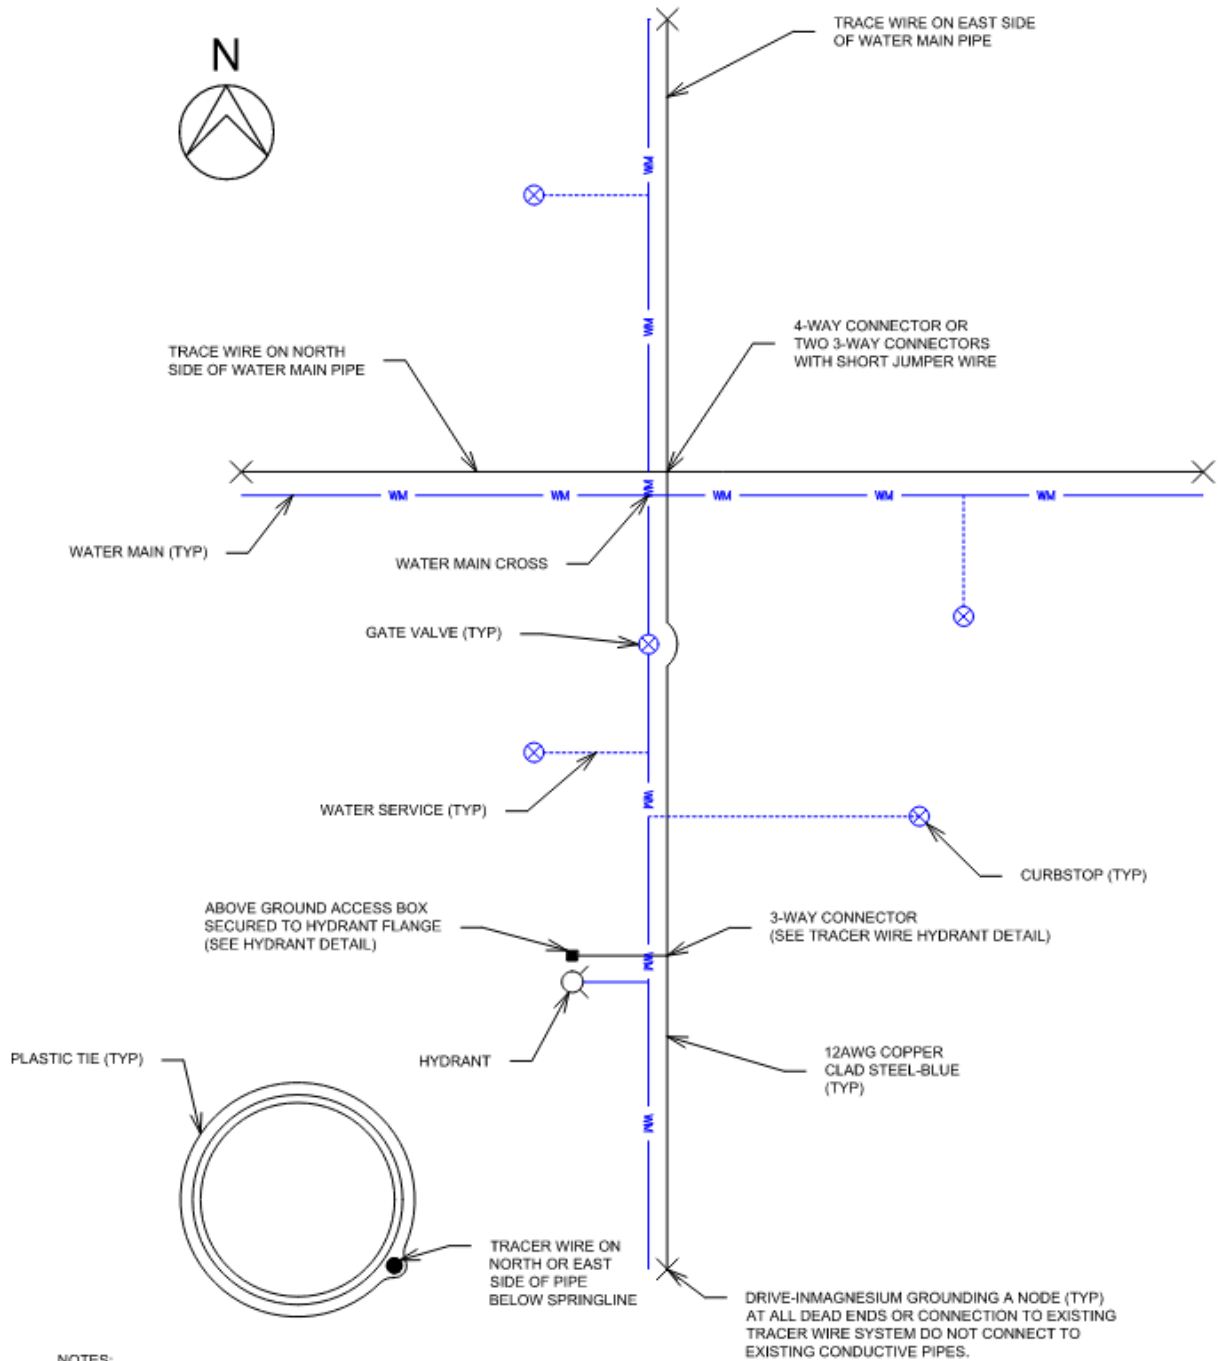 TRACE WIRE ON EAST SIDE
OF WATER MAIN PIPE
N
WM
4-WAY CONNECTOR OR
TWO 3-WAY CONNECTORS
WITH SHORT JUMPER WIRE
WM
TRACE WIRE ON NORTH
SIDE OF WATER MAIN PIPE
WM
WM
WM
WM
WM
WM
WATER MAIN (TYP)
WATER MAIN CROSS
GATE VALVE (TYP)
WM
WATER SERVICE (TYP)
CURBSTOP (TYP)
ABOVE GROUND ACCESS BOX
SECURED TO HYDRANT FLANGE
(SEE HYDRANT DETAIL)
3-WAY CONNECTOR
(SEE TRACER WIRE HYDRANT DETAIL)
WM
PLASTIC TIE (TYP)
HYDRANT
12AWG COPPER
CLAD STEEL-BLUE
(TYP)
WM
TRACER WIRE ON
NORTH OR EAST
SIDE OF PIPE
BELOW SPRINGLINE
DRIVE-INMAGNESIUM GROUNDING A NODE (TYP)
AT ALL DEAD ENDS OR CONNECTION TO EXISTING
TRACER WIRE SYSTEM DO NOT CONNECT TO
EXISTING CONDUCTIVE PIPES.
NOTES: